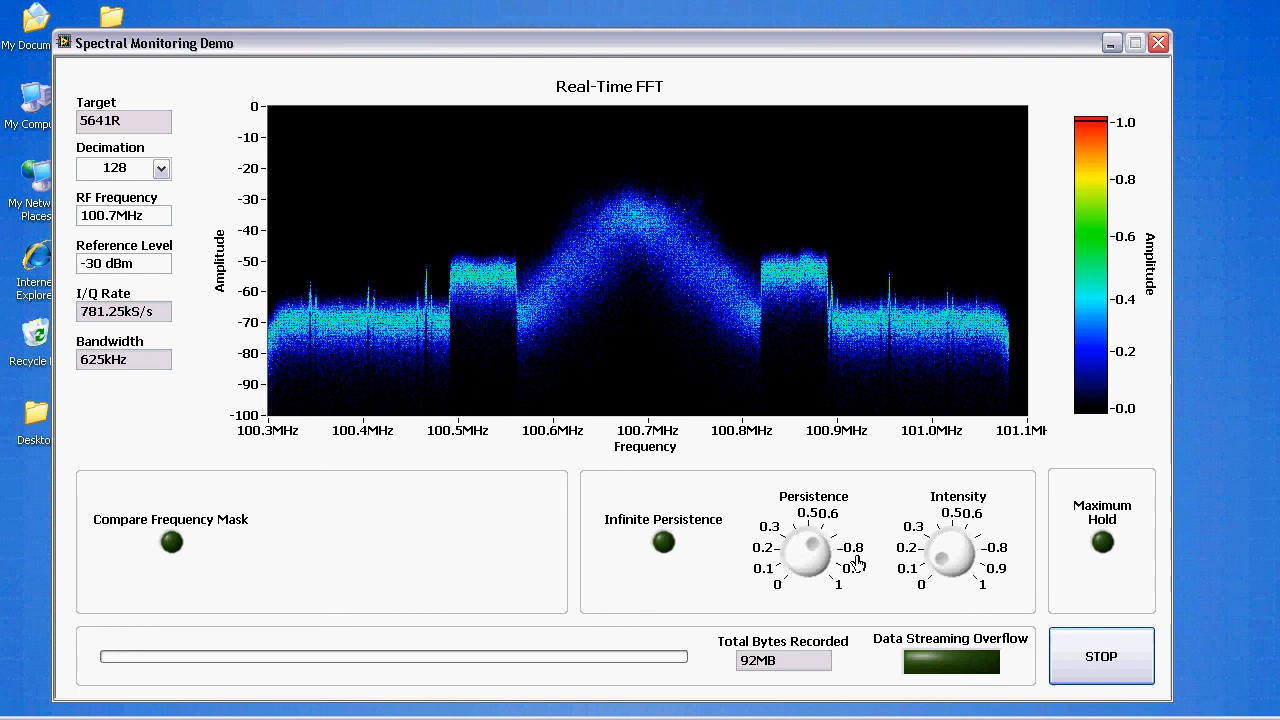 My Docum
My Compu
My Netw
Places
Interne
Explore
Recycle
Deskto
Spectral Monitoring Demo
Target
5641R
Decimation
128
RF Frequency
100.7MHz
Reference Level
-30 dBm
I/Q Rate
781.25kS/s
Bandwidth
625kHz
Real-Time FFT
Amplitude
0
-10
-20
-30
-40
-50
-60
-70
-80
-90
-100
100.3MHz 100.4MHz 100.5MHz 100.6MHz 100.7MHz 100.8MHz 100.9MHz 101.0MHz 101.1MH
Frequency
1.0
0.8
0.6
0.4
0.2
0.0
Amplitude
Compare Frequency Mask
Infinite Persistence
Persistence
0 0.1 0.2 0.3 0.5 0.6 0.8 1
Intensity
0 0.1 0.2 0.3 0.5 0.6 0.8 0.9 1
Maximum
Hold
Total Bytes Recorded
92MB
Data Streaming Overflow
STOP